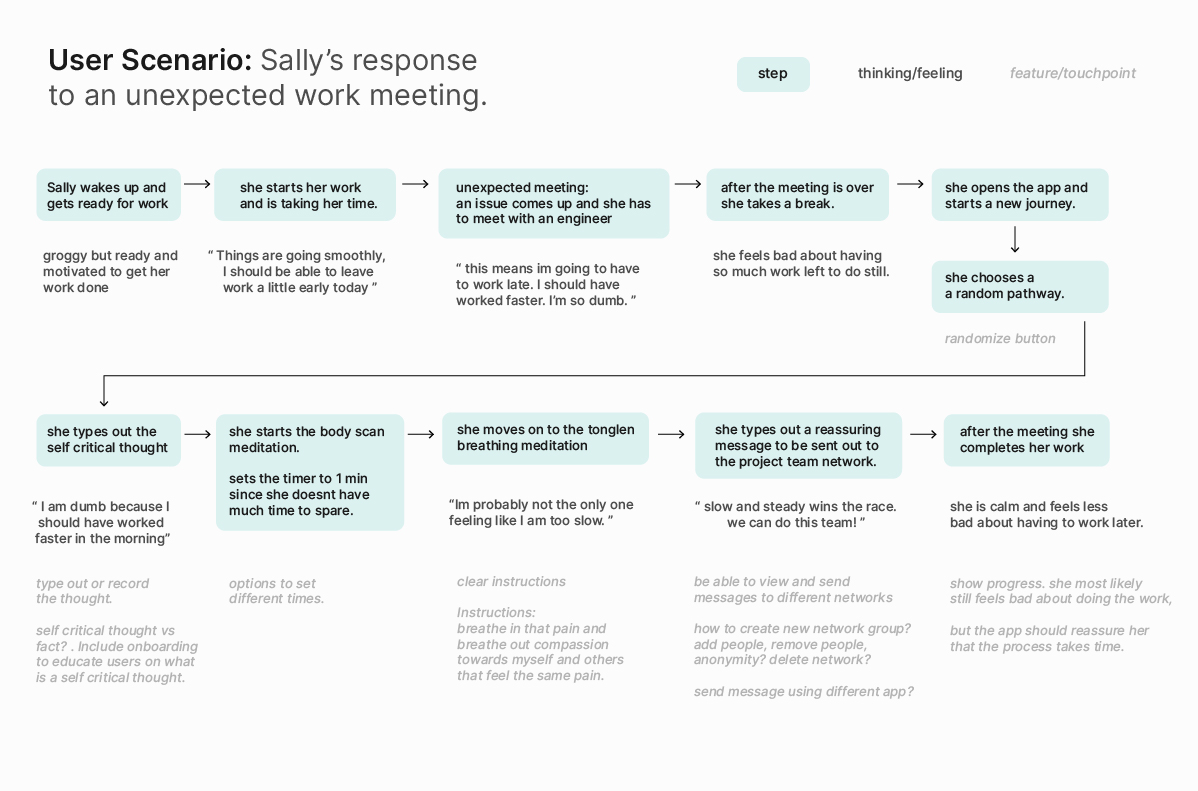 User Scenario: Sally’s response
to an unexpected work meeting.
step
thinking/feeling
feature/touchpoint
Sally wakes up and
gets ready for work
she starts her work
and is taking her time.
unexpected meeting:
an issue comes up and she has
to meet with an engineer
after the meeting is over
she takes a break.
she opens the app and
starts a new journey.
groggy but ready and
motivated to get her
work done
“ Things are going smoothly,
I should be able to leave
work a little early today ”
“ this means im going to have
to work late. I should have
worked faster. I’m so dumb. ”
she feels bad about having
so much work left to do still.
she chooses a
a random pathway.
randomize button
she types out the
self critical thought
she starts the body scan
meditation.
sets the timer to 1 min
since she doesnt have
much time to spare.
she moves on to the tonglen
breathing meditation
she types out a reassuring
message to be sent out to
the project team network.
after the meeting she
completes her work
“ I am dumb because I
should have worked
faster in the morning”
“Im probably not the only one
feeling like I am too slow. ”
“ slow and steady wins the race.
we can do this team! ”
she is calm and feels less
bad about having to work later.
type out or record
the thought.
self critical thought vs
fact? . Include onboarding
to educate users on what
is a self critical thought.
options to set
different times.
clear instructions
Instructions:
breathe in that pain and
breathe out compassion
towards myself and others
that feel the same pain.
be able to view and send
messages to different networks
how to create new network group?
add people, remove people,
anonymity? delete network?
send message using different app?
show progress. she most likely
still feels bad about doing the work,
but the app should reassure her
that the process takes time.